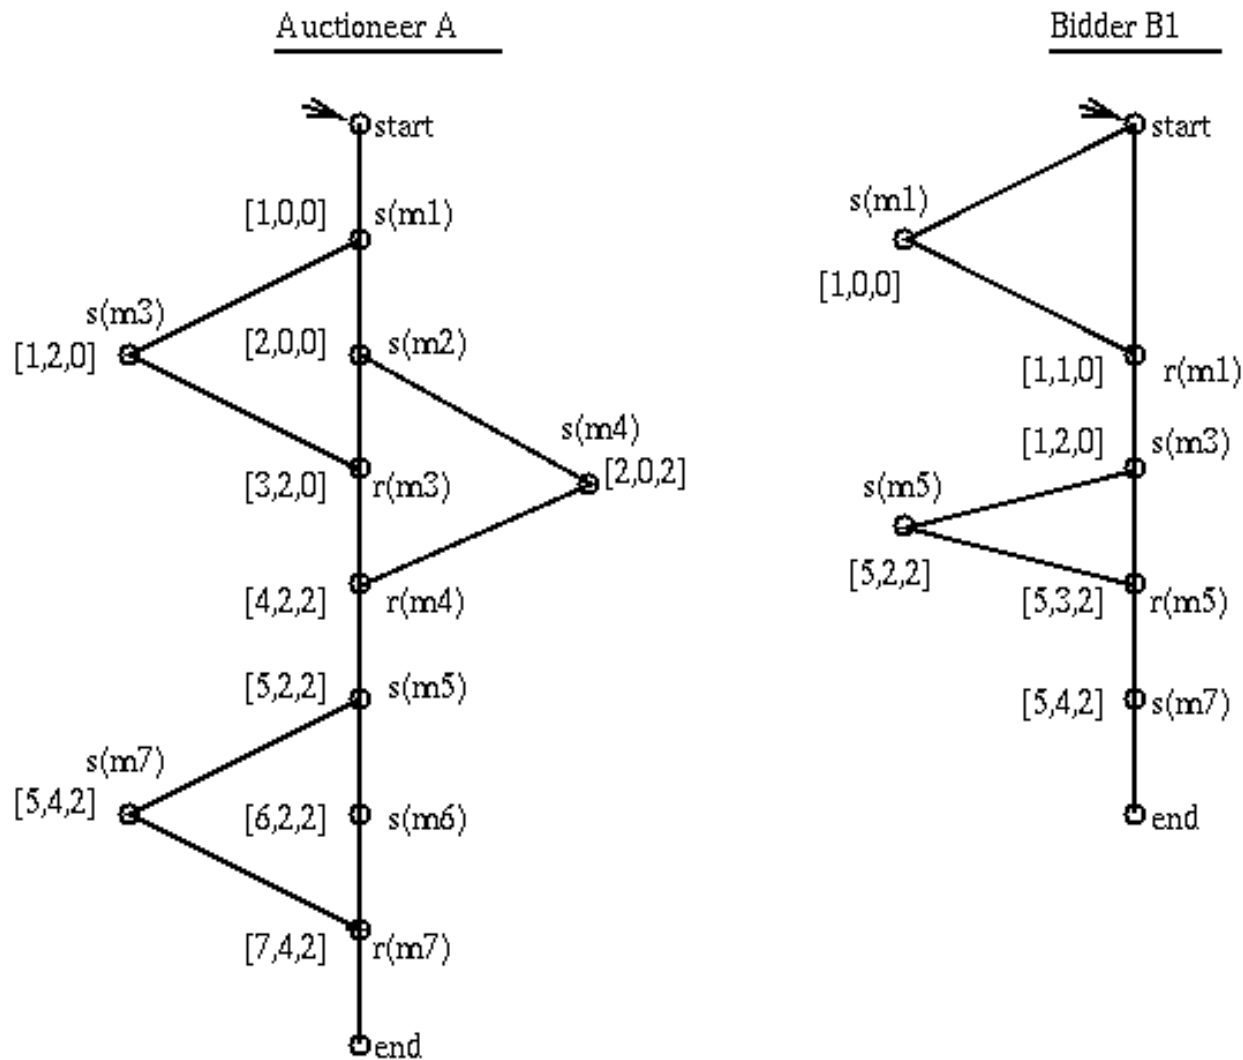 Auctioneer A
start
[1,0,0] s(m1)
s(m3)
[1,2,0]
[2,0,0] s(m2)
s(m4)
[2,0,2]
[3,2,0] r(m3)
[4,2,2] r(m4)
[5,2,2] s(m5)
s(m7)
[5,4,2]
[6,2,2] s(m6)
[7,4,2] r(m7)
end
Bidder B1
start
s(m1)
[1,0,0]
[1,1,0] r(m1)
[1,2,0] s(m3)
s(m5)
[5,2,2]
[5,3,2] r(m5)
[5,4,2] s(m7)
end